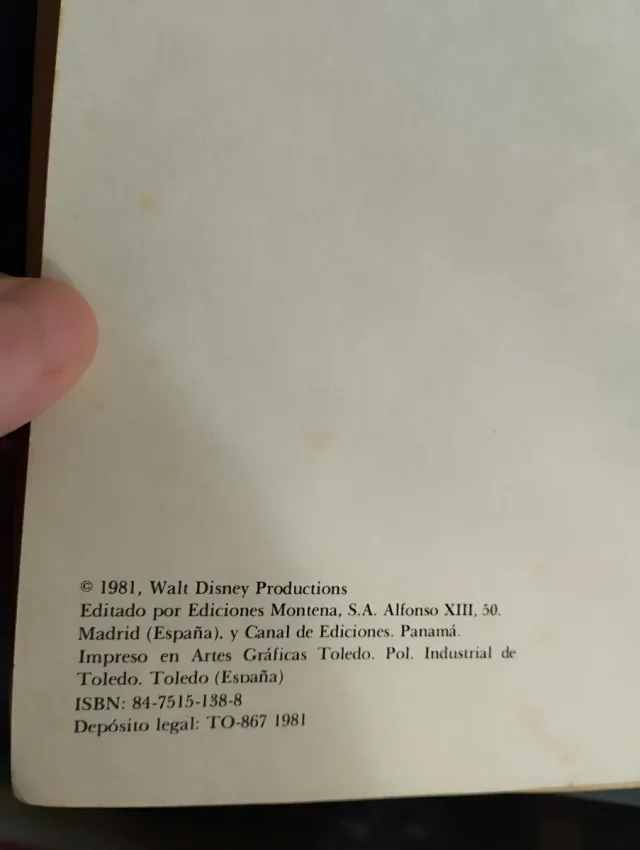 © 1981, Walt Disney Productions
Editado por Ediciones Montena, S.A. Alfonso XIII, 50.
Madrid (España). y Canal de Ediciones. Panamá.
Impreso en Artes Gráficas Toledo. Pol. Industrial de
Toledo. Toledo (España)
ISBN: 84-7515-138-8
Depósito legal: TO-867 1981